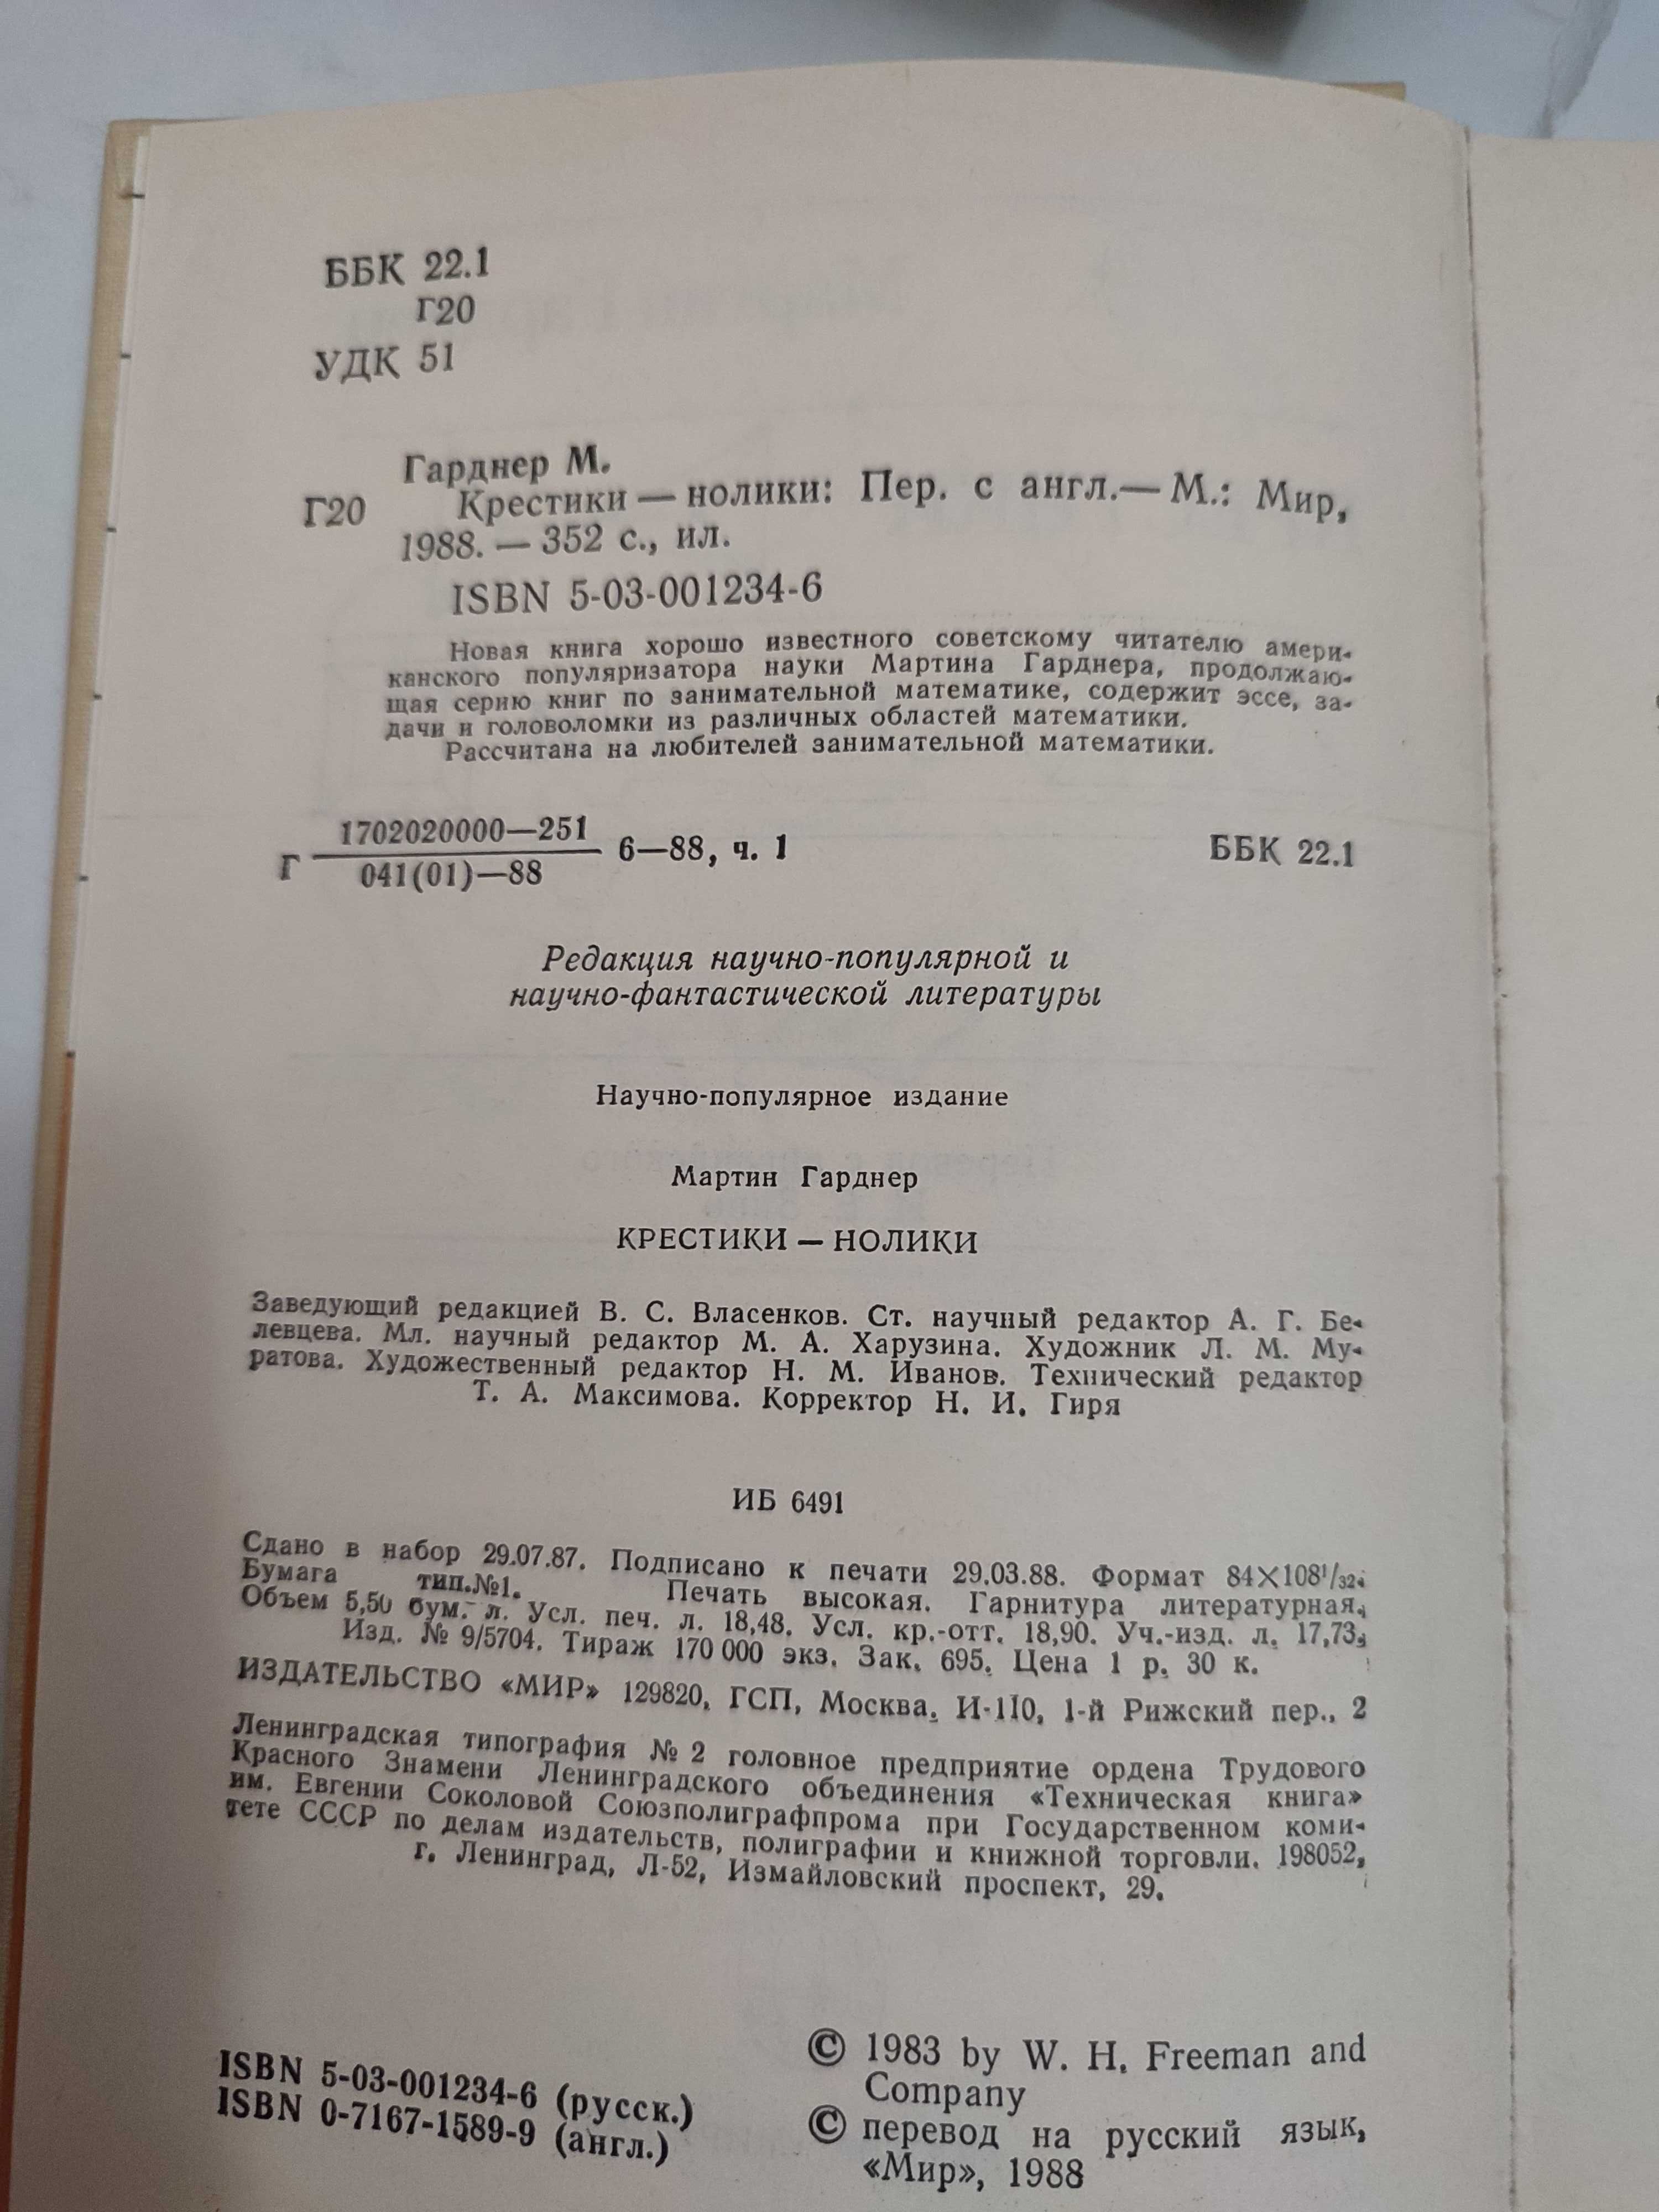 ББК 22.1
Г20
УДК 51
Гарднер М.
Г20 Крестики — нолики: Пер. с англ.— М.: Мир,
1988. — 352 с., ил.
ISBN 5-03-001234-6
Новая книга хорошо известного советскому читателю амери-
канского популяризатора науки Мартина Гарднера, продолжаю-
щая серию книг по занимательной математике, содержит эссе, за-
дачи и головоломки из различных областей математики.
Рассчитана на любителей занимательной математики.
Г 1702020000—251 / 041(01)—88 6—88, ч. 1 ББК 22.1
Редакция научно-популярной и
научно-фантастической литературы
Научно-популярное издание
Мартин Гарднер
КРЕСТИКИ — НОЛИКИ
Заведующий редакцией В. С. Власенков. Ст. научный редактор А. Г. Бе-
левцева. Мл. научный редактор М. А. Харузина. Художник Л. М. Му-
ратова. Художественный редактор Н. М. Иванов. Технический редактор
Т. А. Максимова. Корректор Н. И. Гиря
ИБ 6491
Сдано в набор 29.07.87. Подписано к печати 29.03.88. Формат 84×108¹/₃₂.
Бумага тип.№1. Печать высокая. Гарнитура литературная.
Объем 5,50 бум. л. Усл. печ. л. 18,48. Усл. кр.-отт. 18,90. Уч.-изд. л. 17,73.
Изд. № 9/5704. Тираж 170 000 экз. Зак. 695. Цена 1 р. 30 к.
ИЗДАТЕЛЬСТВО «МИР» 129820, ГСП, Москва, И-110, 1-й Рижский пер., 2
Ленинградская типография № 2 головное предприятие ордена Трудового
Красного Знамени Ленинградского объединения «Техническая книга»
им. Евгении Соколовой Союзполиграфпрома при Государственном коми-
тете СССР по делам издательств, полиграфии и книжной торговли. 198052,
г. Ленинград, Л-52, Измайловский проспект, 29.
ISBN 5-03-001234-6 (русск.)
ISBN 0-7167-1589-9 (англ.)
© 1983 by W. H. Freeman and
Company
© перевод на русский язык,
«Мир», 1988